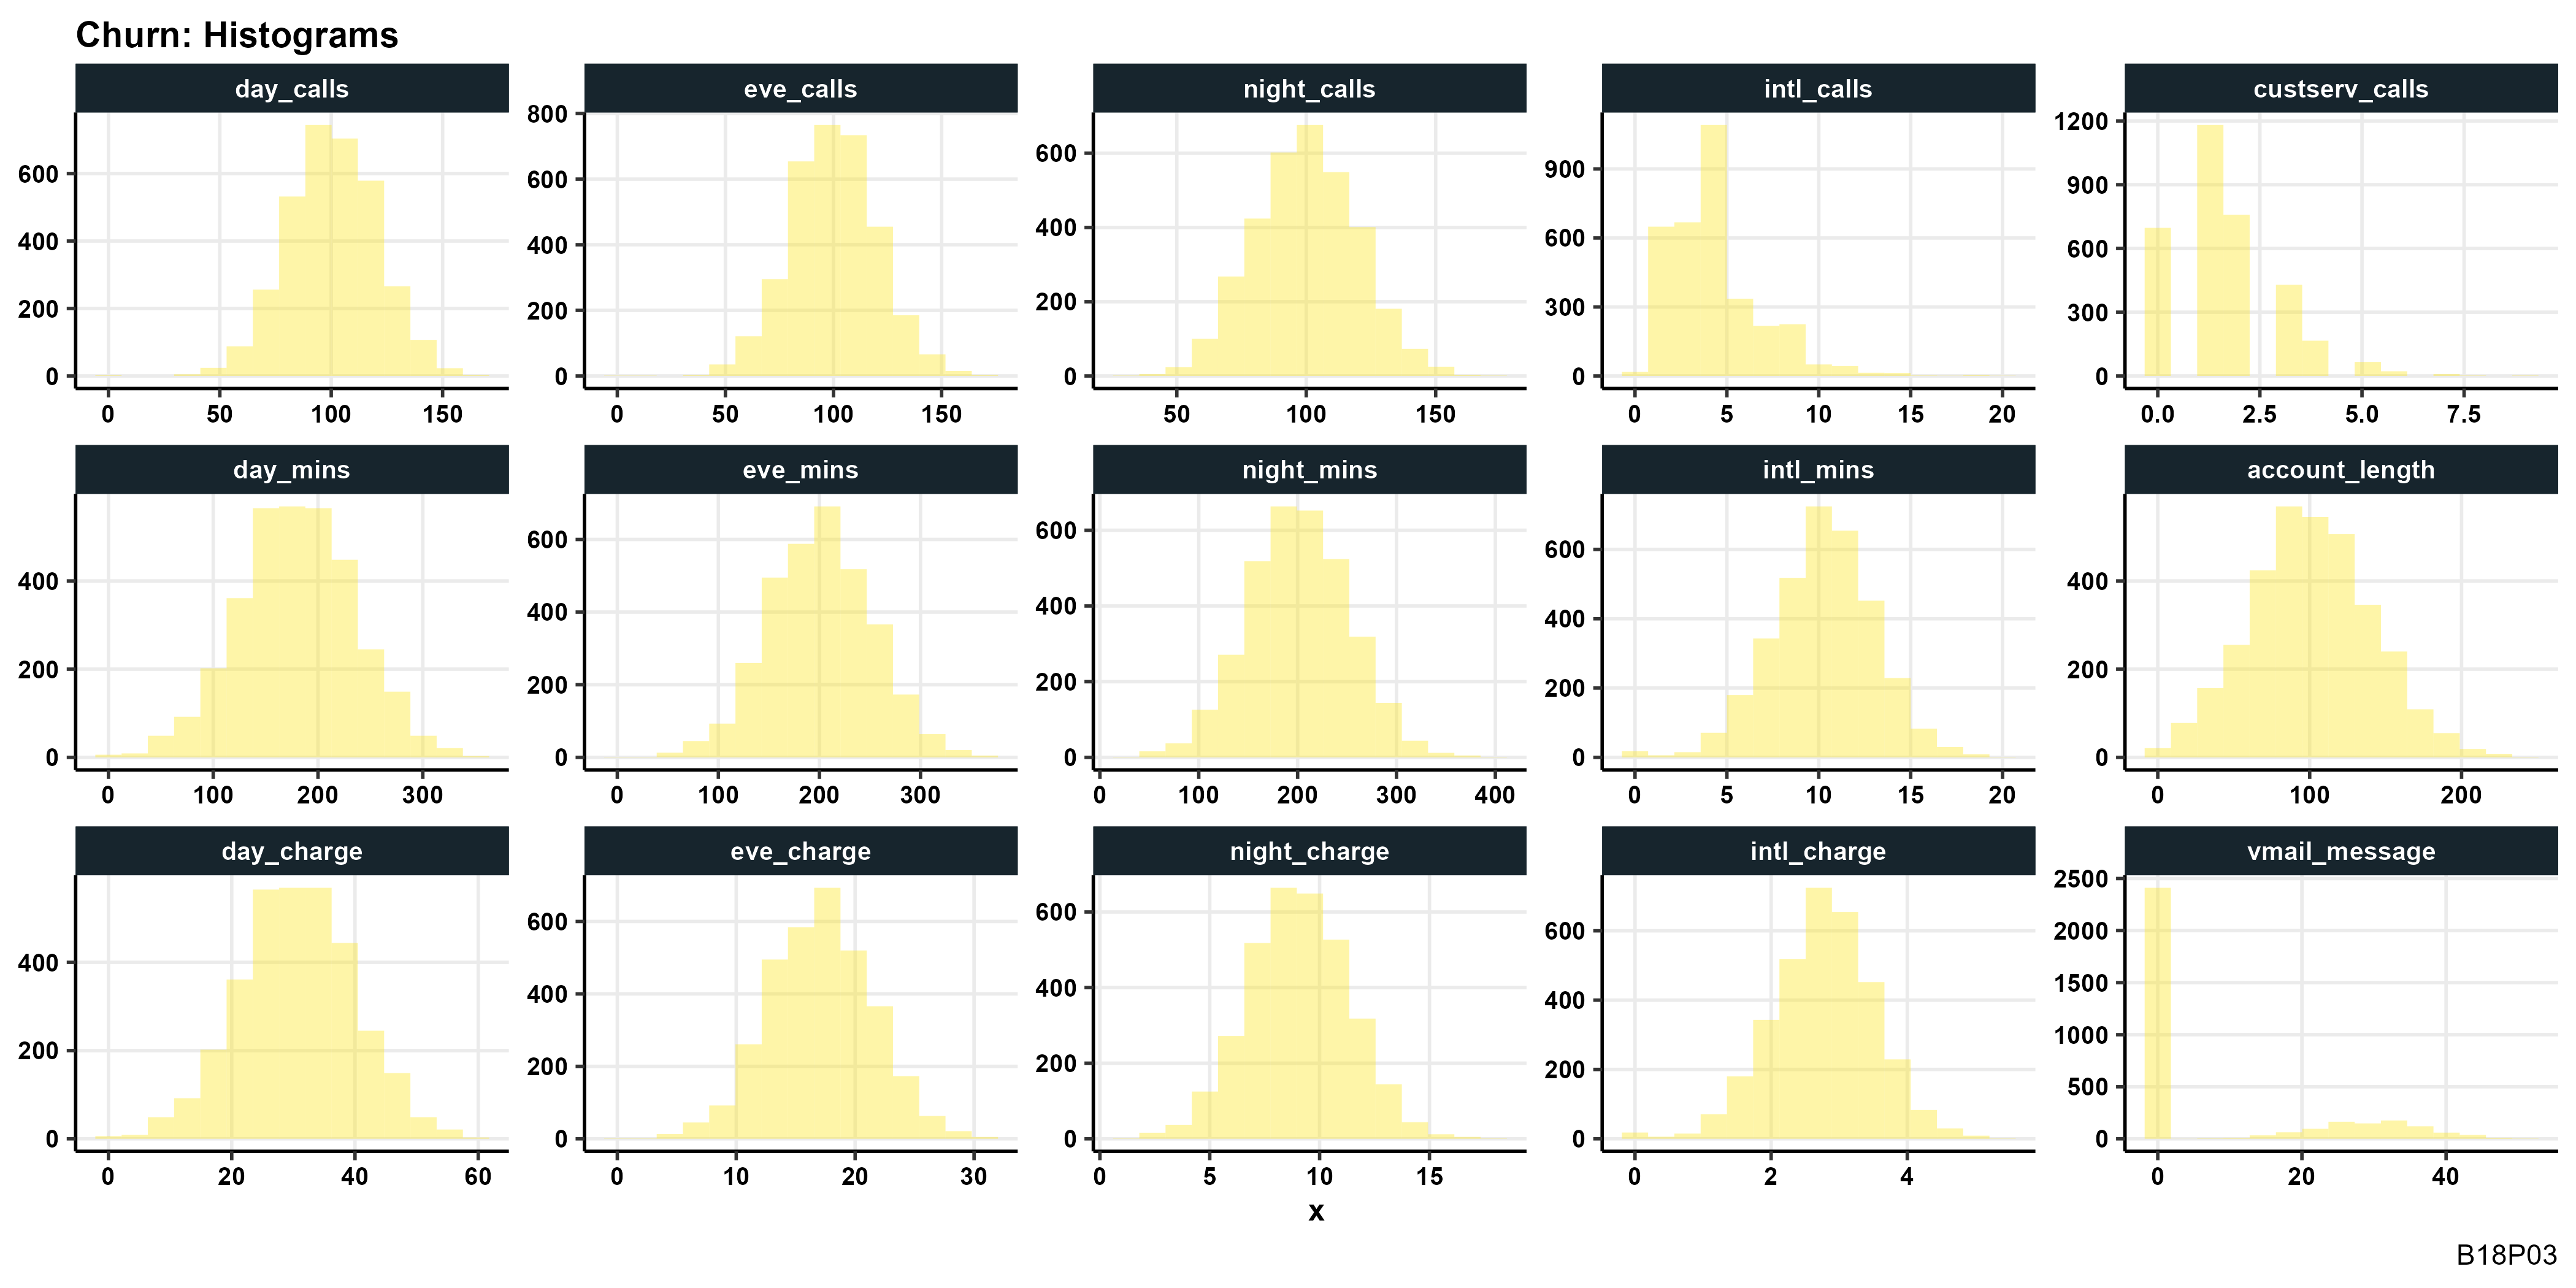 Churn: Histograms
day_calls eve_calls night_calls intl_calls custserv_calls
600
400
200
0
0 50 100 150
800
600
400
200
0
0 50 100 150
600
400
200
0
50 100 150
900
600
300
0
0 5 10 15 20
1200
900
600
300
0
0.0 2.5 5.0 7.5
day_mins eve_mins night_mins intl_mins account_length
400
200
0
0 100 200 300
600
400
200
0
0 100 200 300
600
400
200
0
0 100 200 300 400
600
400
200
0
0 5 10 15 20
400
200
0
0 100 200
day_charge eve_charge night_charge intl_charge vmail_message
400
200
0
0 20 40 60
600
400
200
0
0 10 20 30
600
400
200
0
0 5 10 15
600
400
200
0
0 2 4
2500
2000
1500
1000
500
0
0 20 40
x
B18P03